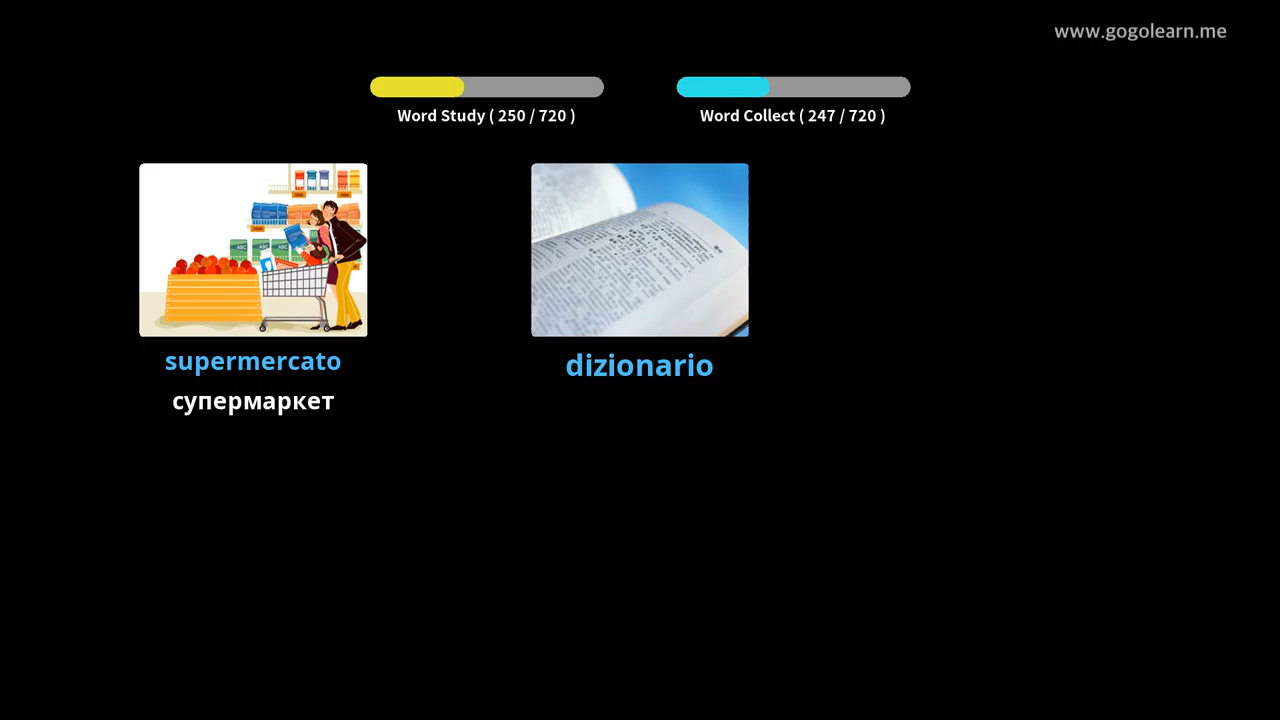 www.gogolearn.me
Word Study ( 250 / 720 )
Word Collect ( 247 / 720 )
supermercato
супермаркет
dizionario